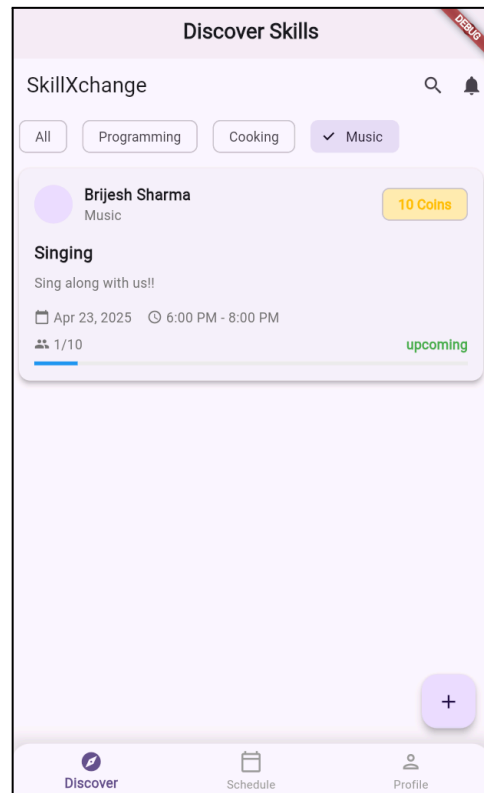 Discover Skills
DEBUG
SkillXchange
All Programming Cooking Music
Brijesh Sharma
Music
10 Coins
Singing
Sing along with us!!
Apr 23, 2025 6:00 PM - 8:00 PM
1/10 upcoming
+
Discover Schedule Profile